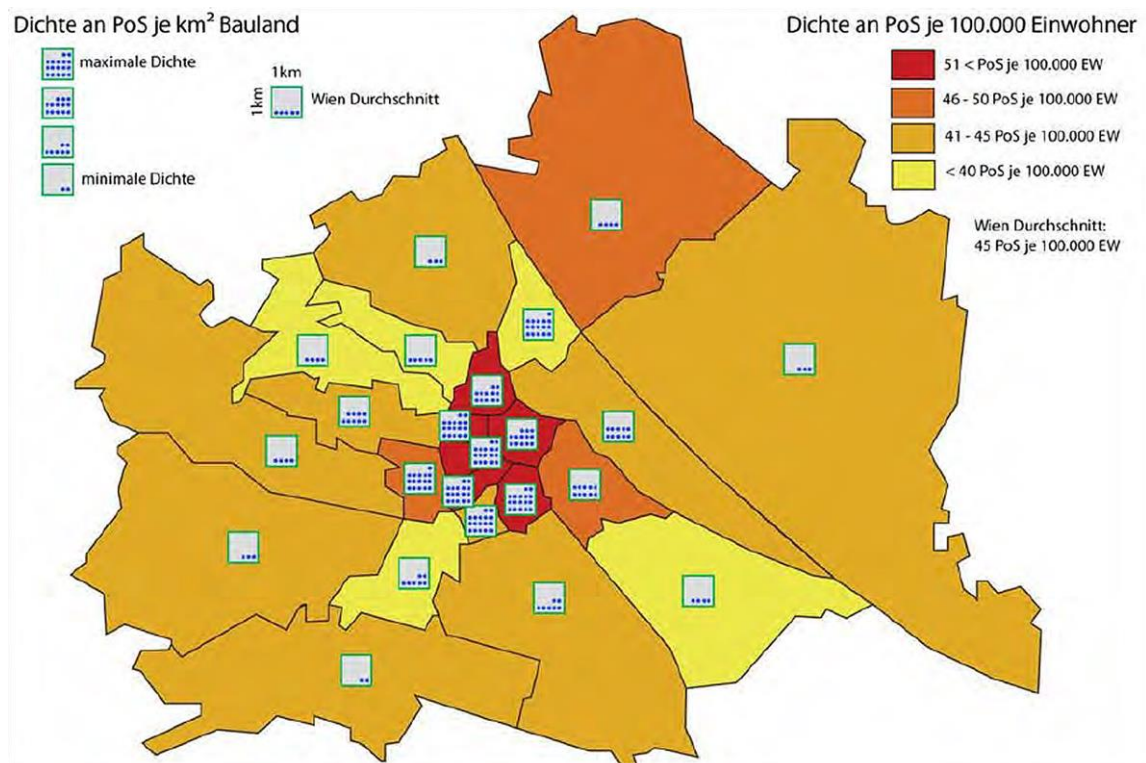 Dichte an PoS je km² Bauland
maximale Dichte
minimale Dichte
1km
1km
Wien Durchschnitt
Dichte an PoS je 100.000 Einwohner
51 < PoS je 100.000 EW
46 - 50 PoS je 100.000 EW
41 - 45 PoS je 100.000 EW
< 40 PoS je 100.000 EW
Wien Durchschnitt:
45 PoS je 100.000 EW